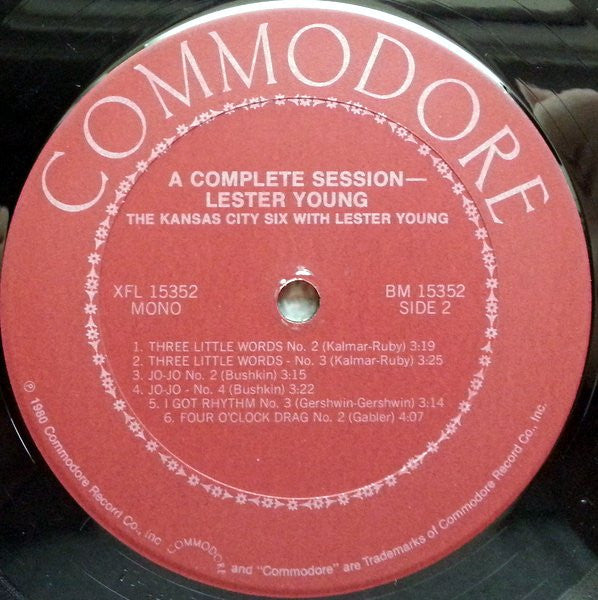 COMMODORE
A COMPLETE SESSION—
LESTER YOUNG
THE KANSAS CITY SIX WITH LESTER YOUNG
XFL 15352
MONO
BM 15352
SIDE 2
1. THREE LITTLE WORDS No. 2 (Kalmar-Ruby) 3:19
2. THREE LITTLE WORDS - No. 3 (Kalmar-Ruby) 3:25
3. JO-JO No. 2 (Bushkin) 3:15
4. JO-JO - No. 4 (Bushkin) 3:22
5. I GOT RHYTHM No. 3 (Gershwin-Gershwin) 3:14
6. FOUR O'CLOCK DRAG No. 2 (Gabler) 4:07
℗ 1980 Commodore Record Co., Inc. COMMODORE and "Commodore" are Trademarks of Commodore Record Co., Inc.